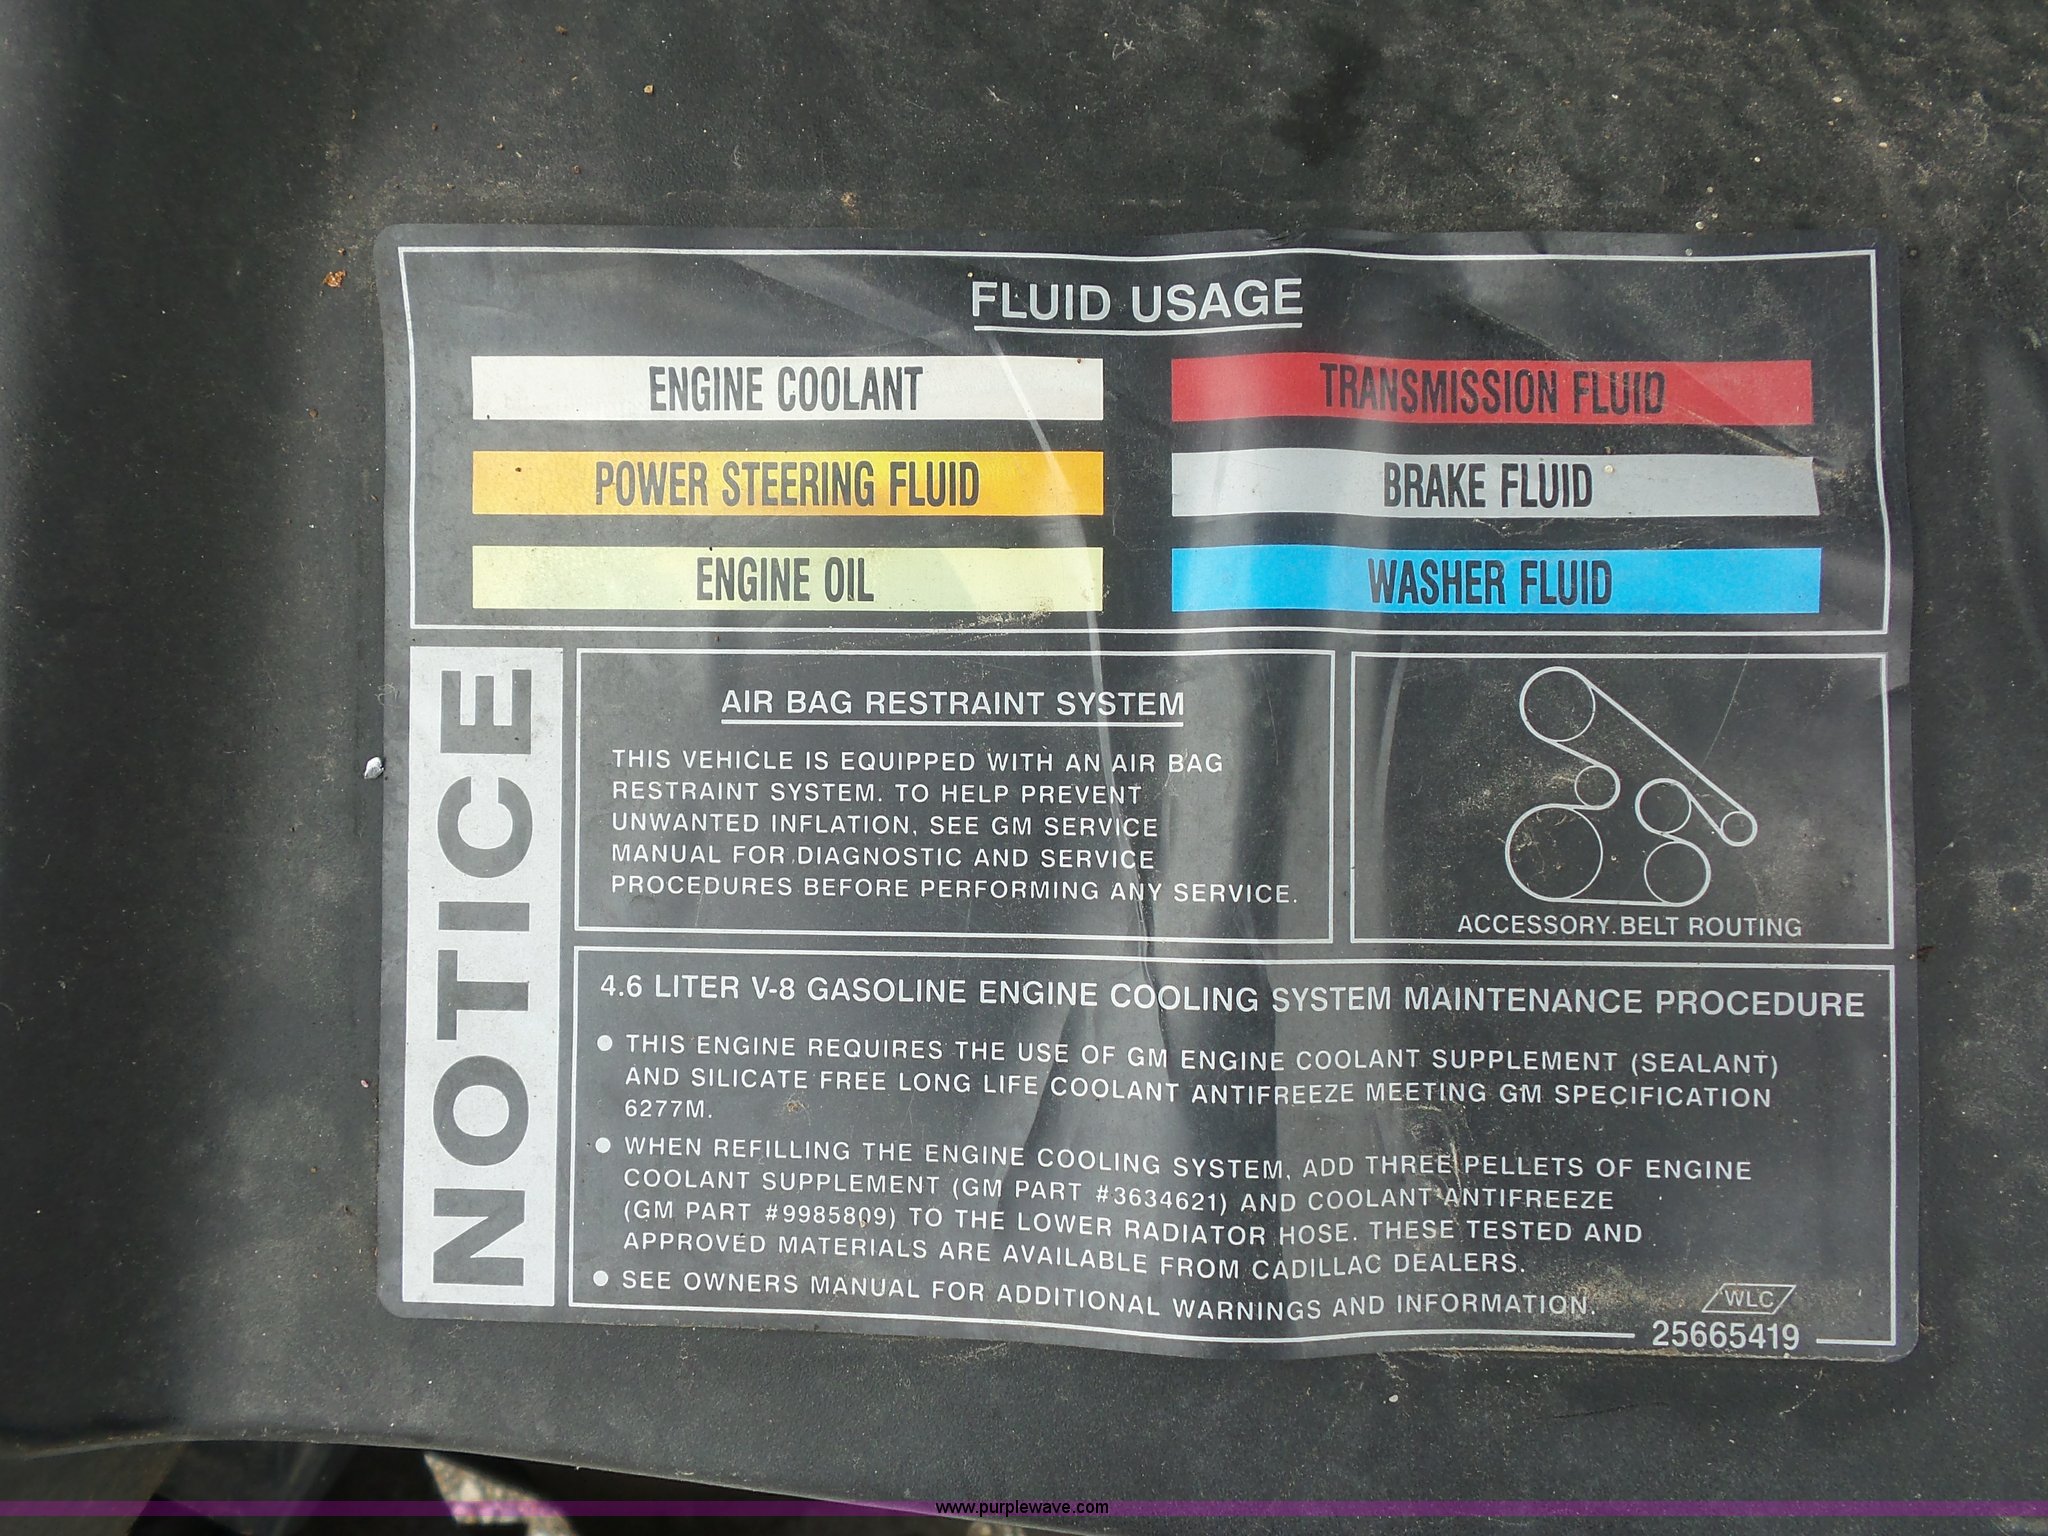 FLUID USAGE
ENGINE COOLANT
TRANSMISSION FLUID
POWER STEERING FLUID
BRAKE FLUID
ENGINE OIL
WASHER FLUID
NOTICE
AIR BAG RESTRAINT SYSTEM
THIS VEHICLE IS EQUIPPED WITH AN AIR BAG
RESTRAINT SYSTEM. TO HELP PREVENT
UNWANTED INFLATION, SEE GM SERVICE
MANUAL FOR DIAGNOSTIC AND SERVICE
PROCEDURES BEFORE PERFORMING ANY SERVICE.
ACCESSORY BELT ROUTING
4.6 LITER V-8 GASOLINE ENGINE COOLING SYSTEM MAINTENANCE PROCEDURE
● THIS ENGINE REQUIRES THE USE OF GM ENGINE COOLANT SUPPLEMENT (SEALANT)
AND SILICATE FREE LONG LIFE COOLANT ANTIFREEZE MEETING GM SPECIFICATION
6277M.
● WHEN REFILLING THE ENGINE COOLING SYSTEM, ADD THREE PELLETS OF ENGINE
COOLANT SUPPLEMENT (GM PART #3634621) AND COOLANT ANTIFREEZE
(GM PART #9985809) TO THE LOWER RADIATOR HOSE. THESE TESTED AND
APPROVED MATERIALS ARE AVAILABLE FROM CADILLAC DEALERS.
● SEE OWNERS MANUAL FOR ADDITIONAL WARNINGS AND INFORMATION.
WLC
25665419
www.purplewave.com